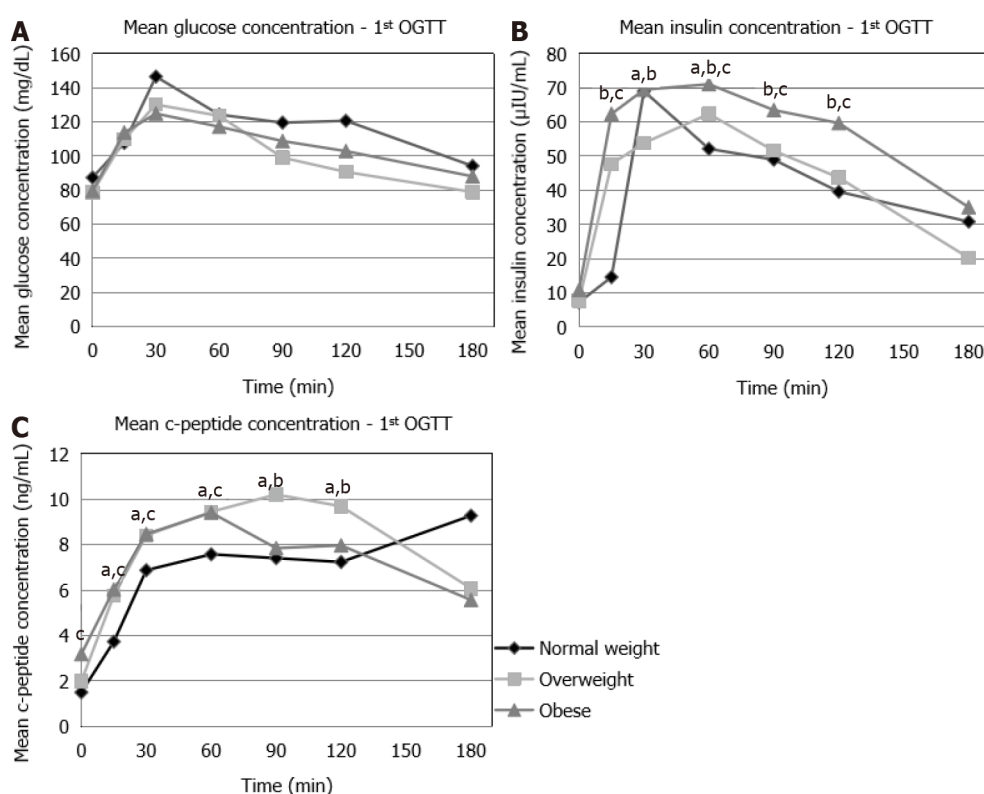 A
Mean glucose concentration - 1st OGTT
Mean glucose concentration (mg/dL)
160
140
120
100
80
60
40
20
0
0 30 60 90 120 150 180
Time (min)
B
Mean insulin concentration - 1st OGTT
Mean insulin concentration (µIU/mL)
80
70
60
50
40
30
20
10
0
b,c
a,b
a,b,c
b,c
b,c
0 30 60 90 120 150 180
Time (min)
C
Mean c-peptide concentration - 1st OGTT
Mean c-peptide concentration (ng/mL)
12
10
8
6
4
2
0
c
a,c
a,c
a,c
a,b
a,b
0 30 60 90 120 150 180
Time (min)
Normal weight
Overweight
Obese